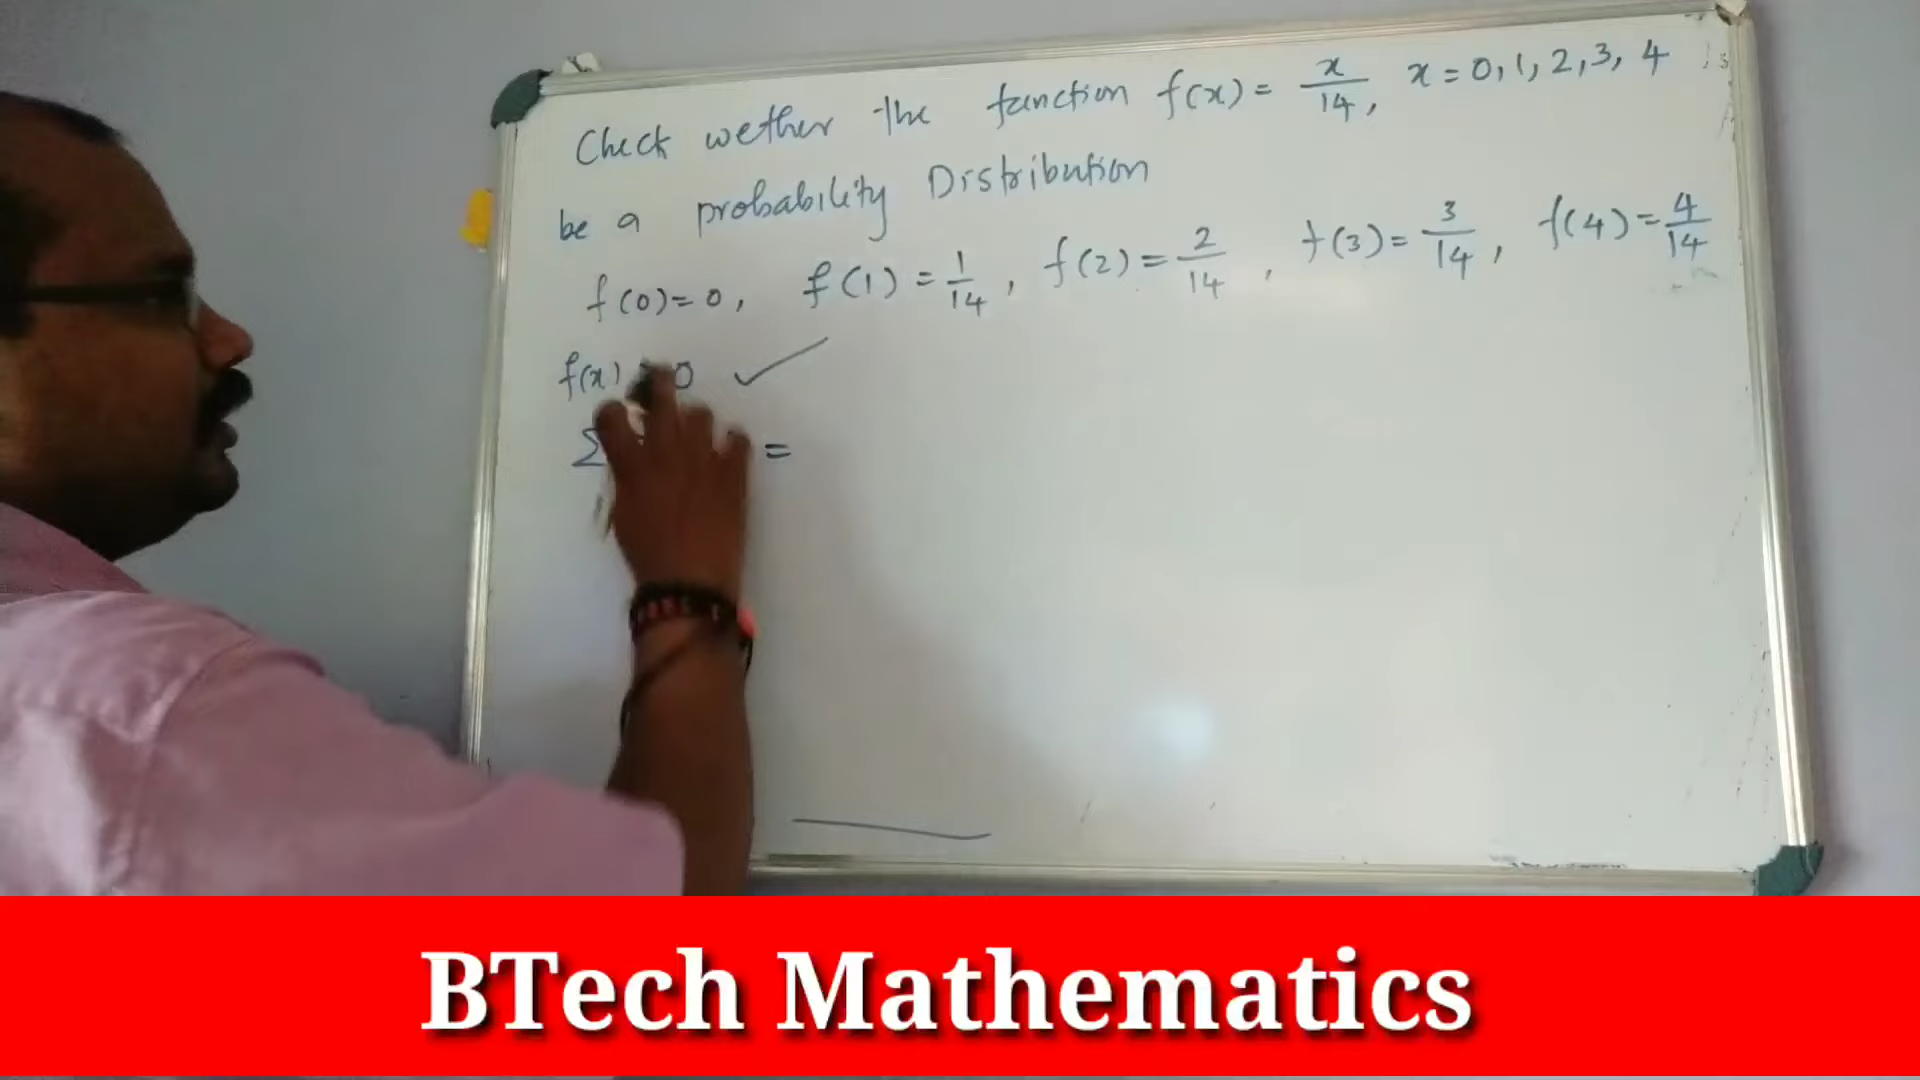 Check wether the function f(x) = x/14, x = 0, 1, 2, 3, 4
be a probability Distribution
f(0) = 0, f(1) = 1/14, f(2) = 2/14, f(3) = 3/14, f(4) = 4/14
f(x) 0 ✓
Σ =
BTech Mathematics